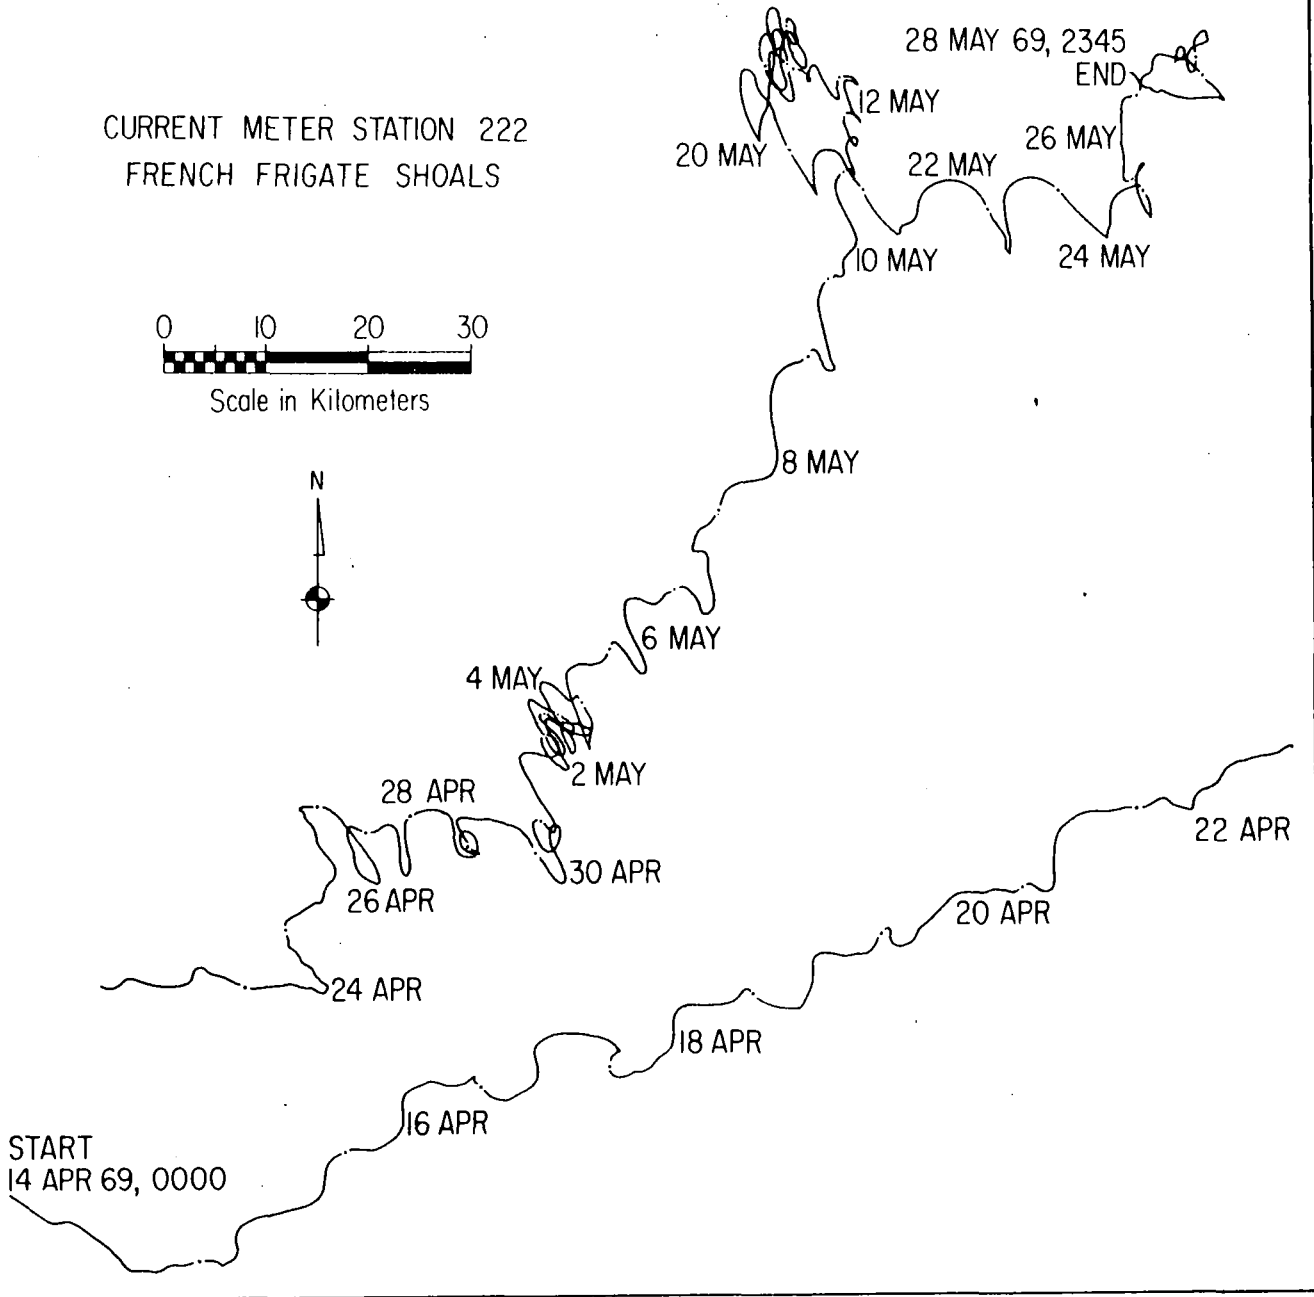 28 MAY 69, 2345
END
CURRENT METER STATION 222
FRENCH FRIGATE SHOALS
12 MAY
20 MAY
26 MAY
22 MAY
10 MAY
24 MAY
0 10 20 30
Scale in Kilometers
8 MAY
N
6 MAY
4 MAY
2 MAY
28 APR
22 APR
30 APR
26 APR
20 APR
24 APR
18 APR
16 APR
START
14 APR 69, 0000